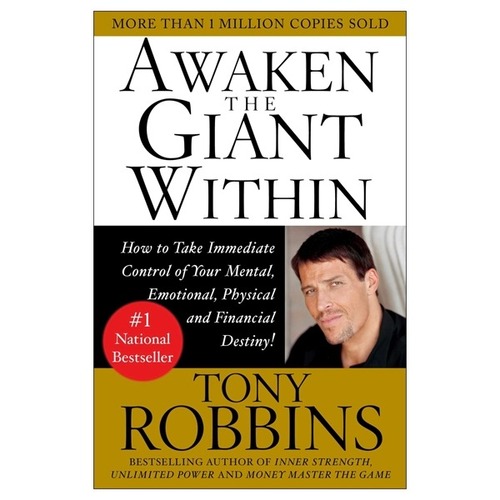 MORE THAN 1 MILLION COPIES SOLD
AWAKEN
THE
GIANT
WITHIN
How to Take Immediate
Control of Your Mental,
Emotional, Physical
and Financial
Destiny!
#1
National
Bestseller
TONY
ROBBINS
BESTSELLING AUTHOR OF INNER STRENGTH,
UNLIMITED POWER AND MONEY MASTER THE GAME